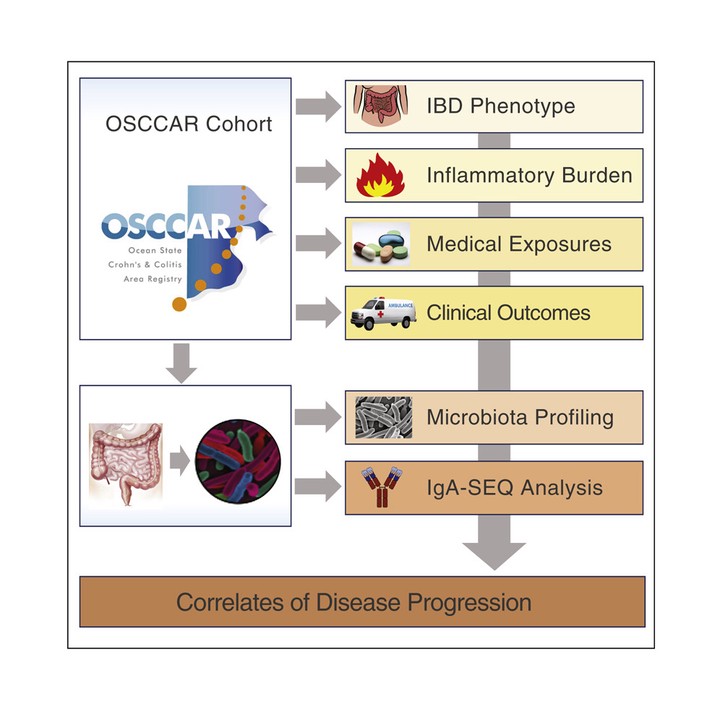 OSCCAR Cohort
OSCCAR
Ocean State
Crohn's & Colitis
Area Registry
IBD Phenotype
Inflammatory Burden
Medical Exposures
AMBULANCE
Clinical Outcomes
Microbiota Profiling
IgA-SEQ Analysis
Correlates of Disease Progression